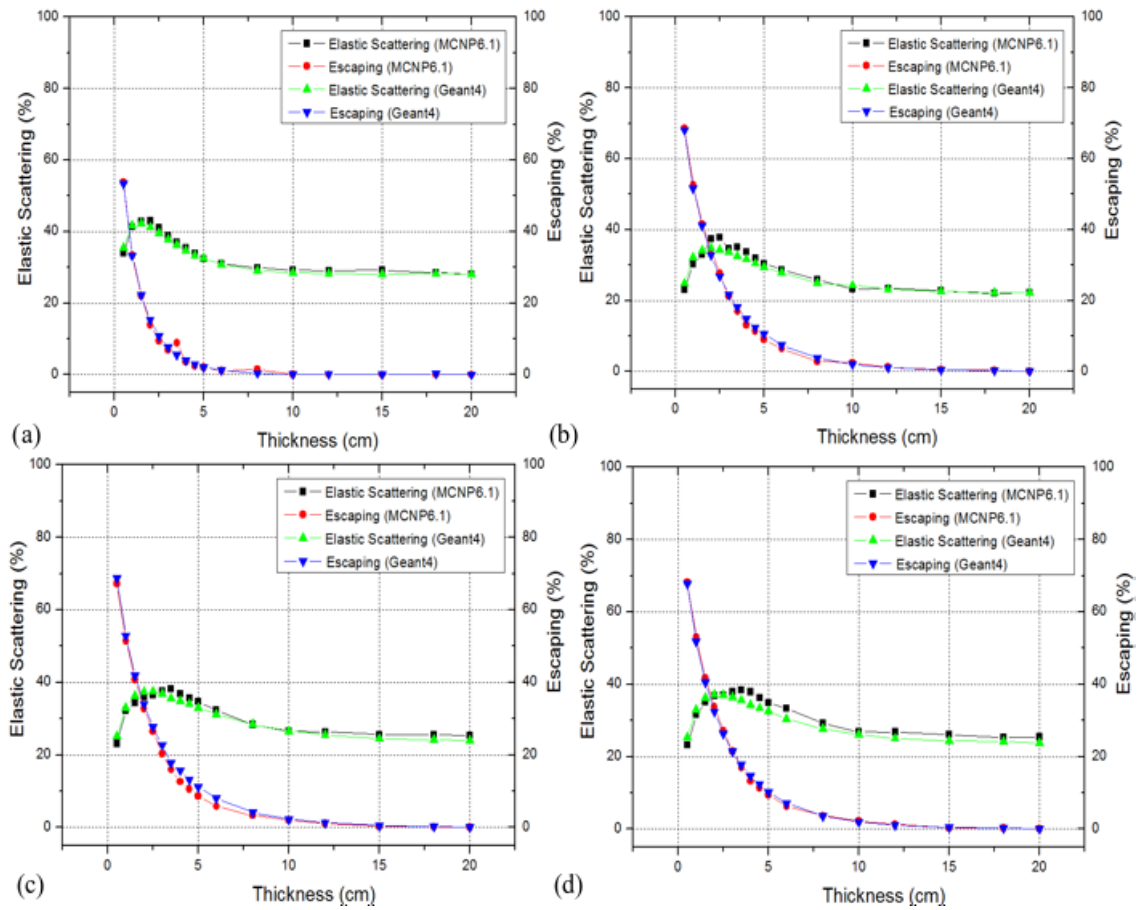 100
80
60
40
20
0
Elastic Scattering (%)
Elastic Scattering (MCNP6.1)
Escaping (MCNP6.1)
Elastic Scattering (Geant4)
Escaping (Geant4)
100
80
60
40
20
0
Escaping (%)
0 5 10 15 20
Thickness (cm)
(a)
100
80
60
40
20
0
Elastic Scattering (%)
Elastic Scattering (MCNP6.1)
Escaping (MCNP6.1)
Elastic Scattering (Geant4)
Escaping (Geant4)
100
80
60
40
20
0
Escaping (%)
0 5 10 15 20
Thickness (cm)
(b)
100
80
60
40
20
0
Elastic Scattering (%)
Elastic Scattering (MCNP6.1)
Escaping (MCNP6.1)
Elastic Scattering (Geant4)
Escaping (Geant4)
100
80
60
40
20
0
Escaping (%)
0 5 10 15 20
Thickness (cm)
(c)
100
80
60
40
20
0
Elastic Scattering (%)
Elastic Scattering (MCNP6.1)
Escaping (MCNP6.1)
Elastic Scattering (Geant4)
Escaping (Geant4)
100
80
60
40
20
0
Escaping (%)
0 5 10 15 20
Thickness (cm)
(d)